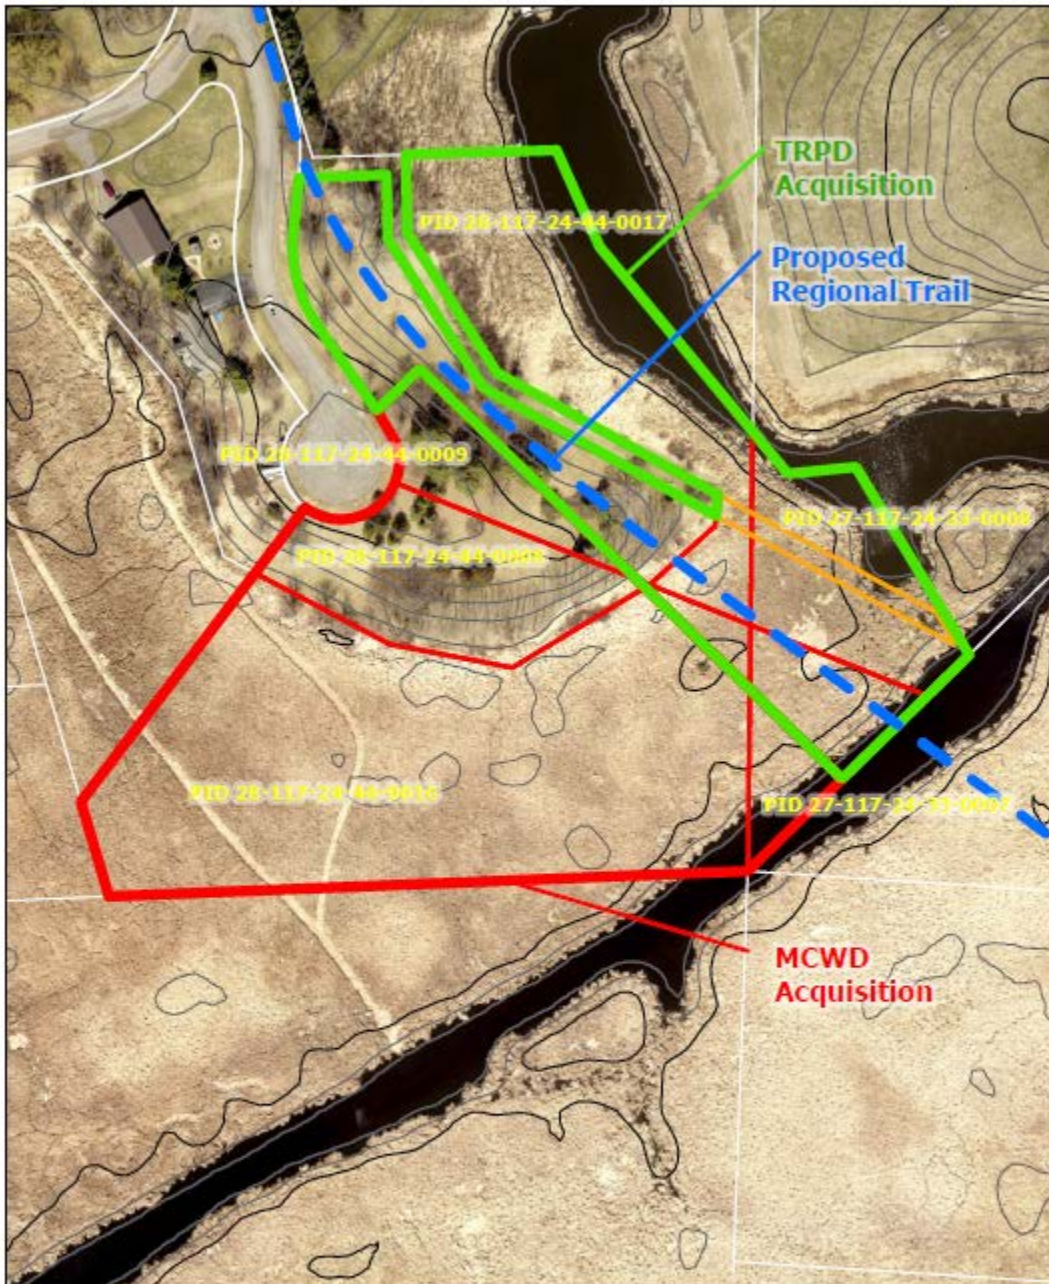 TRPD
Acquisition
PID 28-117-24-44-0017
Proposed
Regional Trail
PID 28-117-24-44-0009
PID 27-117-24-33-0008
PID 28-117-24-44-0008
PID 28-117-24-44-0016
PID 27-117-24-33-0007
MCWD
Acquisition